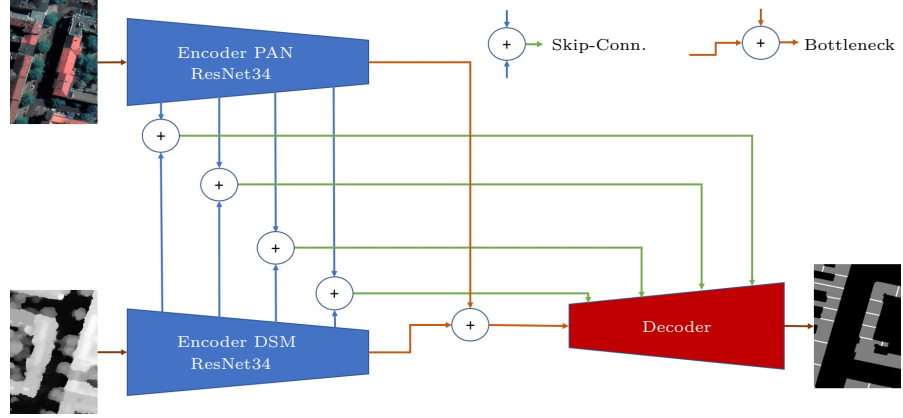 Encoder PAN
ResNet34
+
Skip-Conn.
+
Bottleneck
+
+
+
+
+
Encoder DSM
ResNet34
Decoder